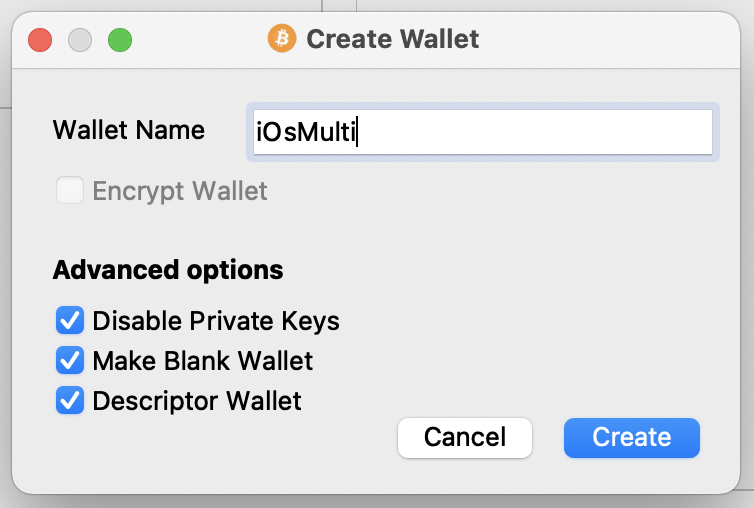 Create Wallet
Wallet Name iOsMulti
Encrypt Wallet
Advanced options
Disable Private Keys
Make Blank Wallet
Descriptor Wallet
Cancel Create